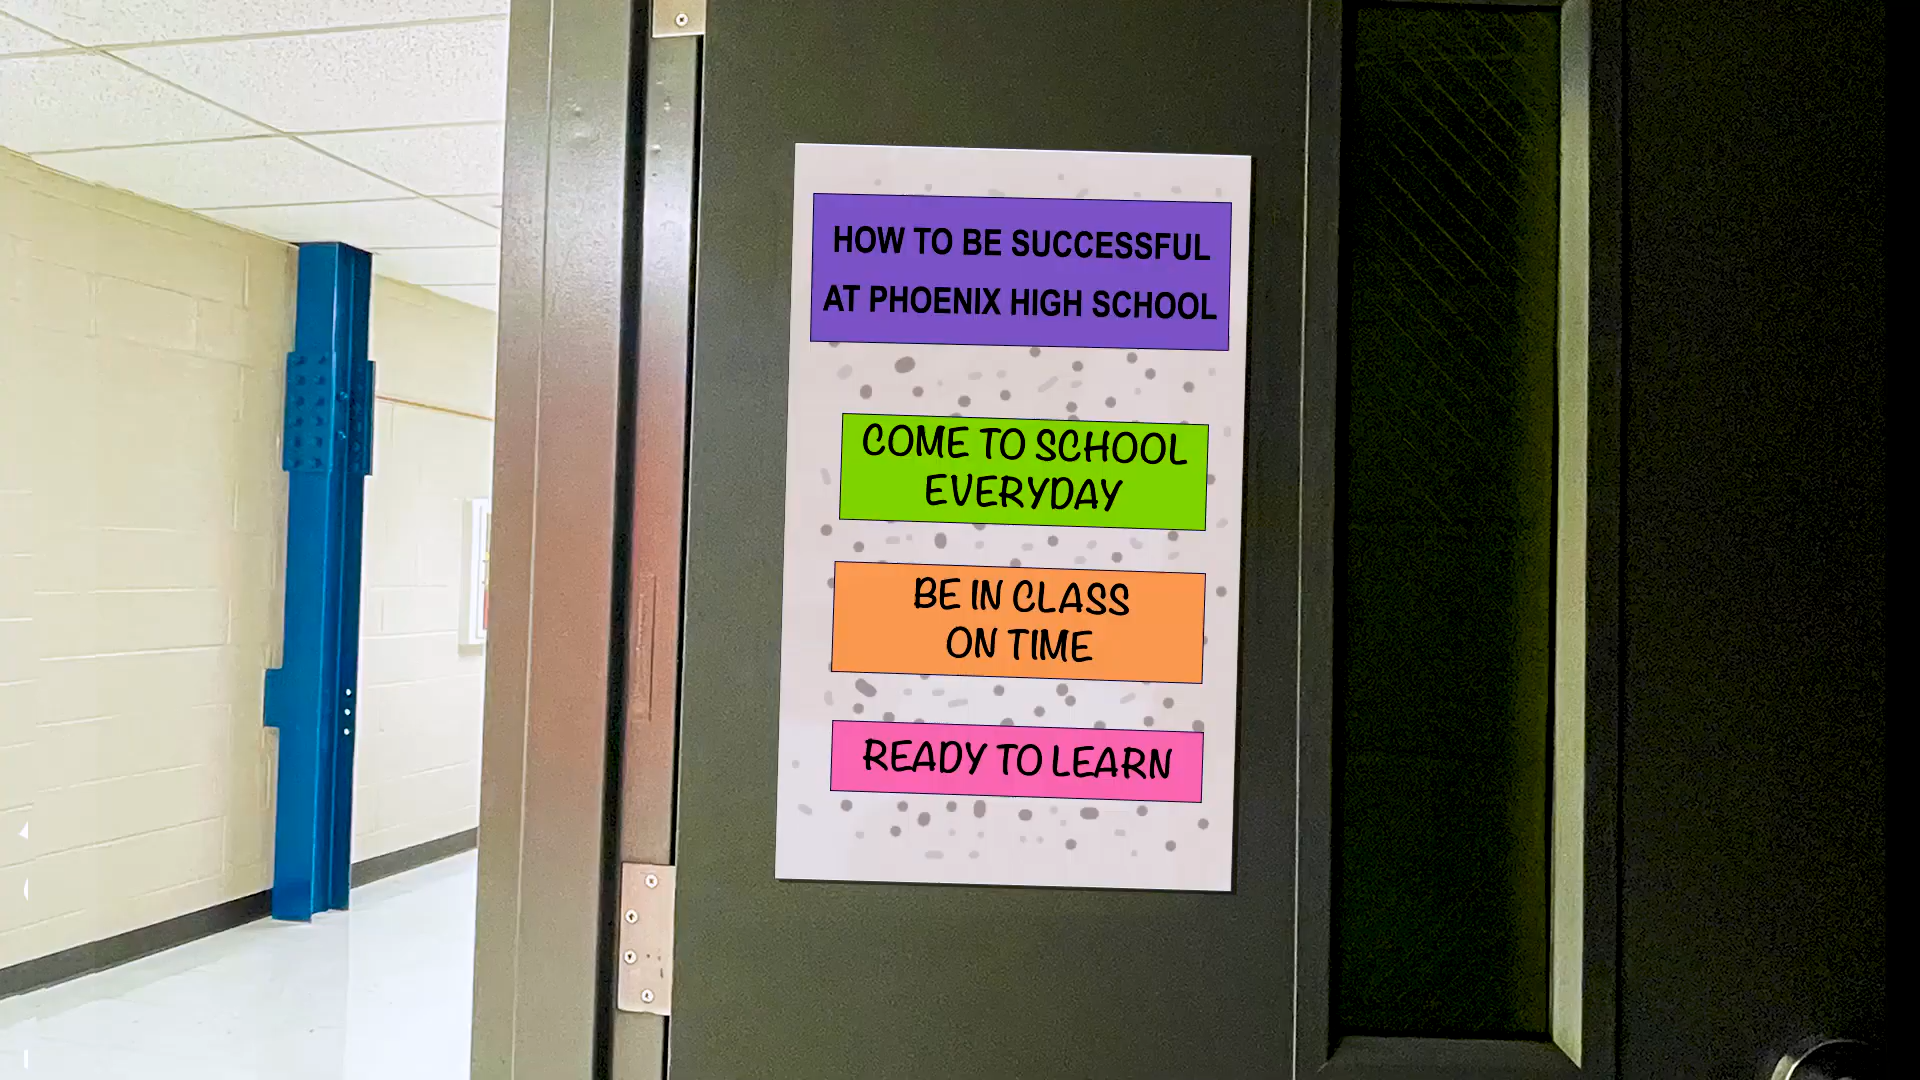 HOW TO BE SUCCESSFUL
AT PHOENIX HIGH SCHOOL
COME TO SCHOOL
EVERYDAY
BE IN CLASS
ON TIME
READY TO LEARN